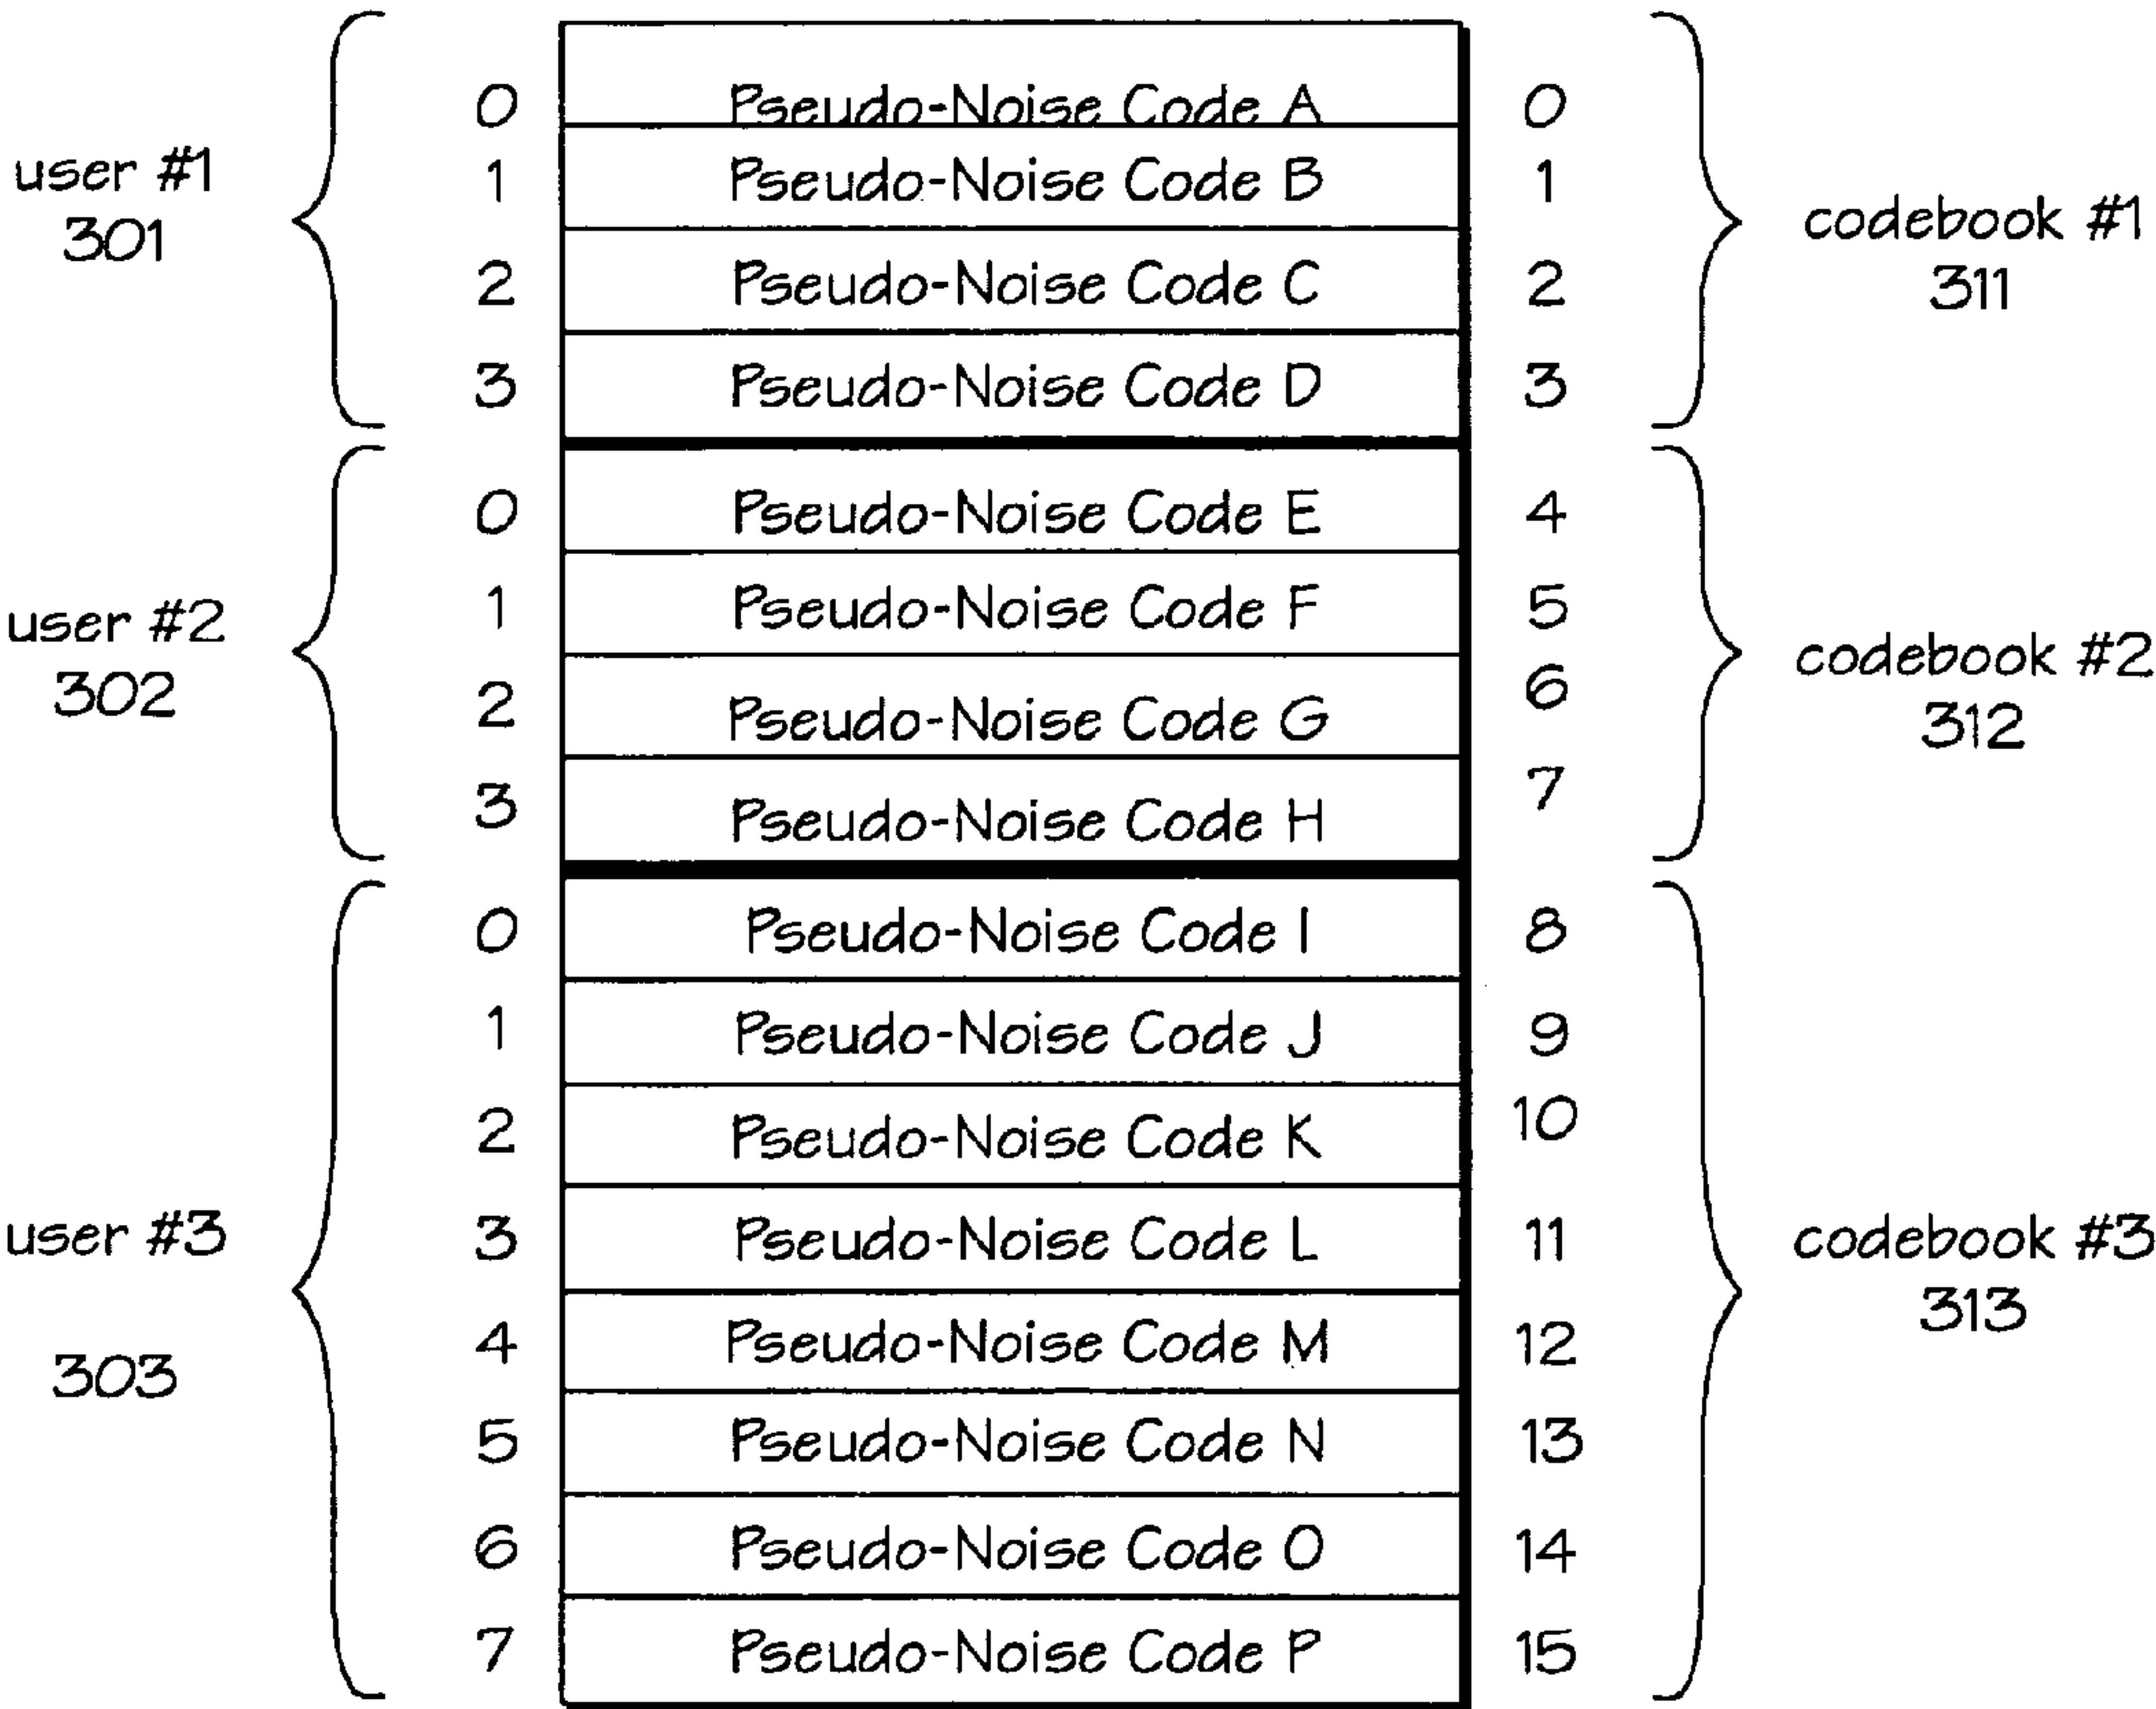 0 Pseudo-Noise Code A 0
user #1 1 Pseudo-Noise Code B 1
301 codebook #1
2 Pseudo-Noise Code C 2
311
3 Pseudo-Noise Code D 3
0 Pseudo-Noise Code E 4
user #2 1 Pseudo-Noise Code F 5
codebook #2
302 2 Pseudo-Noise Code G 6
312
3 Pseudo-Noise Code H 7
0 Pseudo-Noise Code I 8
1 Pseudo-Noise Code J 9
2 Pseudo-Noise Code K 10
user #3 3 Pseudo-Noise Code L 11 codebook #3
313
4 Pseudo-Noise Code M 12
303
5 Pseudo-Noise Code N 13
6 Pseudo-Noise Code O 14
7 Pseudo-Noise Code P 15